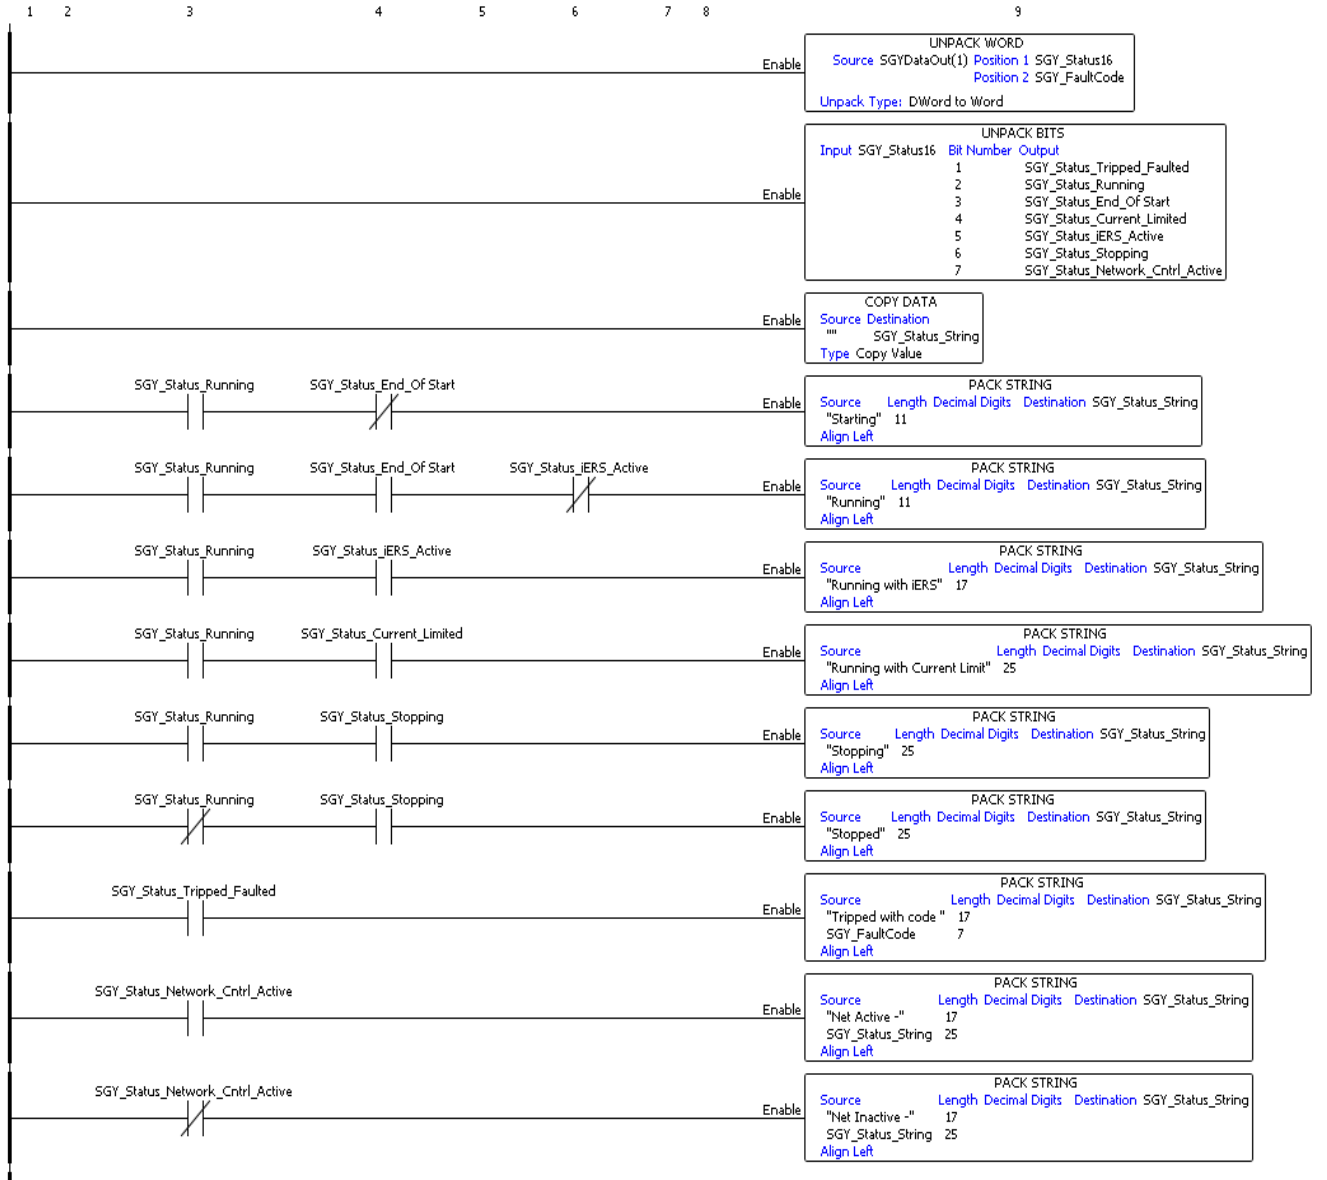 1 2 3 4 5 6 7 8 9
UNPACK WORD
Enable Source SGYDataOut(1) Position 1 SGY_Status16
Position 2 SGY_FaultCode
Unpack Type: DWord to Word
UNPACK BITS
Input SGY_Status16 Bit Number Output
1 SGY_Status_Tripped_Faulted
2 SGY_Status_Running
Enable 3 SGY_Status_End_Of Start
4 SGY_Status_Current_Limited
5 SGY_Status_iERS_Active
6 SGY_Status_Stopping
7 SGY_Status_Network_Cntrl_Active
COPY DATA
Enable Source Destination
"" SGY_Status_String
Type Copy Value
SGY_Status_Running SGY_Status_End_Of Start PACK STRING
Enable Source Length Decimal Digits Destination SGY_Status_String
"Starting" 11
Align Left
SGY_Status_Running SGY_Status_End_Of Start SGY_Status_iERS_Active PACK STRING
Enable Source Length Decimal Digits Destination SGY_Status_String
"Running" 11
Align Left
SGY_Status_Running SGY_Status_iERS_Active PACK STRING
Enable Source Length Decimal Digits Destination SGY_Status_String
"Running with iERS" 17
Align Left
SGY_Status_Running SGY_Status_Current_Limited PACK STRING
Enable Source Length Decimal Digits Destination SGY_Status_String
"Running with Current Limit" 25
Align Left
SGY_Status_Running SGY_Status_Stopping PACK STRING
Enable Source Length Decimal Digits Destination SGY_Status_String
"Stopping" 25
Align Left
SGY_Status_Running SGY_Status_Stopping PACK STRING
Enable Source Length Decimal Digits Destination SGY_Status_String
"Stopped" 25
Align Left
SGY_Status_Tripped_Faulted PACK STRING
Enable Source Length Decimal Digits Destination SGY_Status_String
"Tripped with code " 17
SGY_FaultCode 7
Align Left
SGY_Status_Network_Cntrl_Active PACK STRING
Enable Source Length Decimal Digits Destination SGY_Status_String
"Net Active -" 17
SGY_Status_String 25
Align Left
SGY_Status_Network_Cntrl_Active PACK STRING
Enable Source Length Decimal Digits Destination SGY_Status_String
"Net Inactive -" 17
SGY_Status_String 25
Align Left